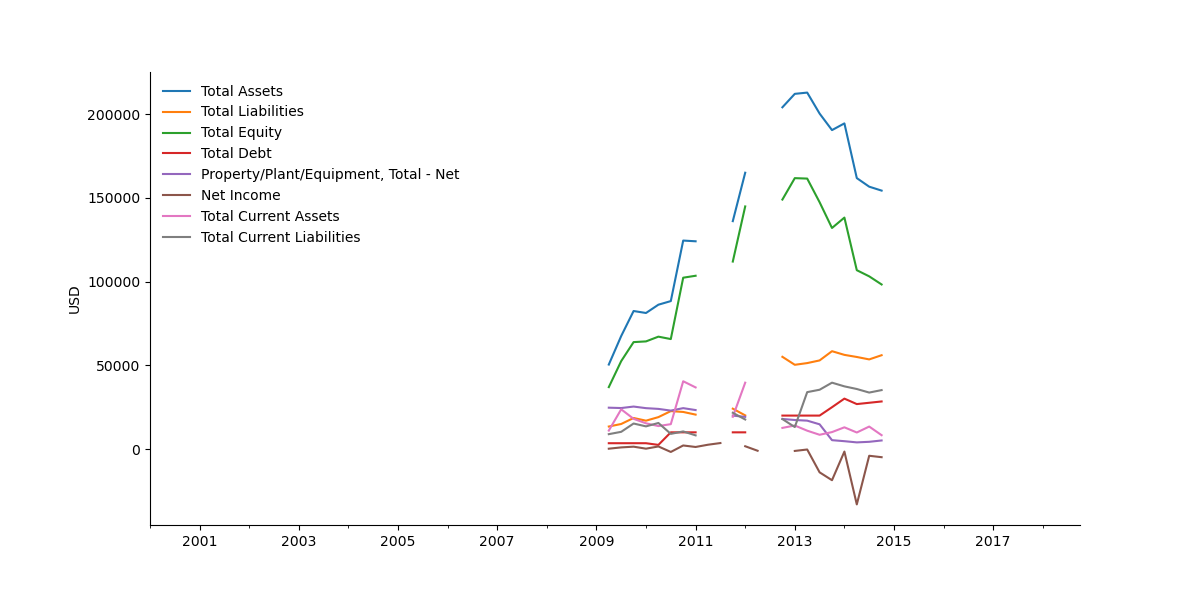 Total Assets
Total Liabilities
Total Equity
Total Debt
Property/Plant/Equipment, Total - Net
Net Income
Total Current Assets
Total Current Liabilities
USD
200000
150000
100000
50000
0
2001 2003 2005 2007 2009 2011 2013 2015 2017